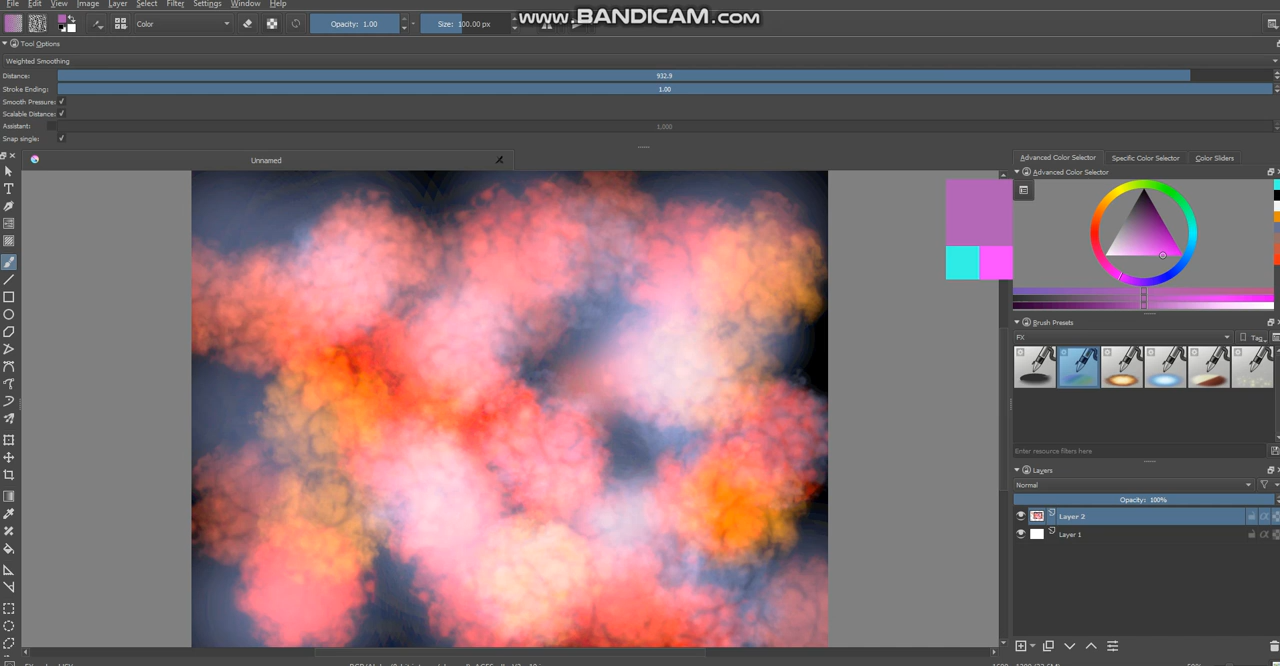 www.BANDICAM.com
File Edit View Image Layer Select Filter Settings Window Help
Color
Opacity: 1.00
Size: 100.00 px
Tool Options
Weighted Smoothing
Distance:
932.9
Stroke Ending:
1.00
Smooth Pressure:
Scalable Distance:
Assistant:
1.000
Snap single:
Unnamed
Advanced Color Selector
Specific Color Selector
Color Sliders
Advanced Color Selector
Brush Presets
FX
Tag
Enter resource filters here
Layers
Normal
Opacity: 100%
Layer 2
Layer 1